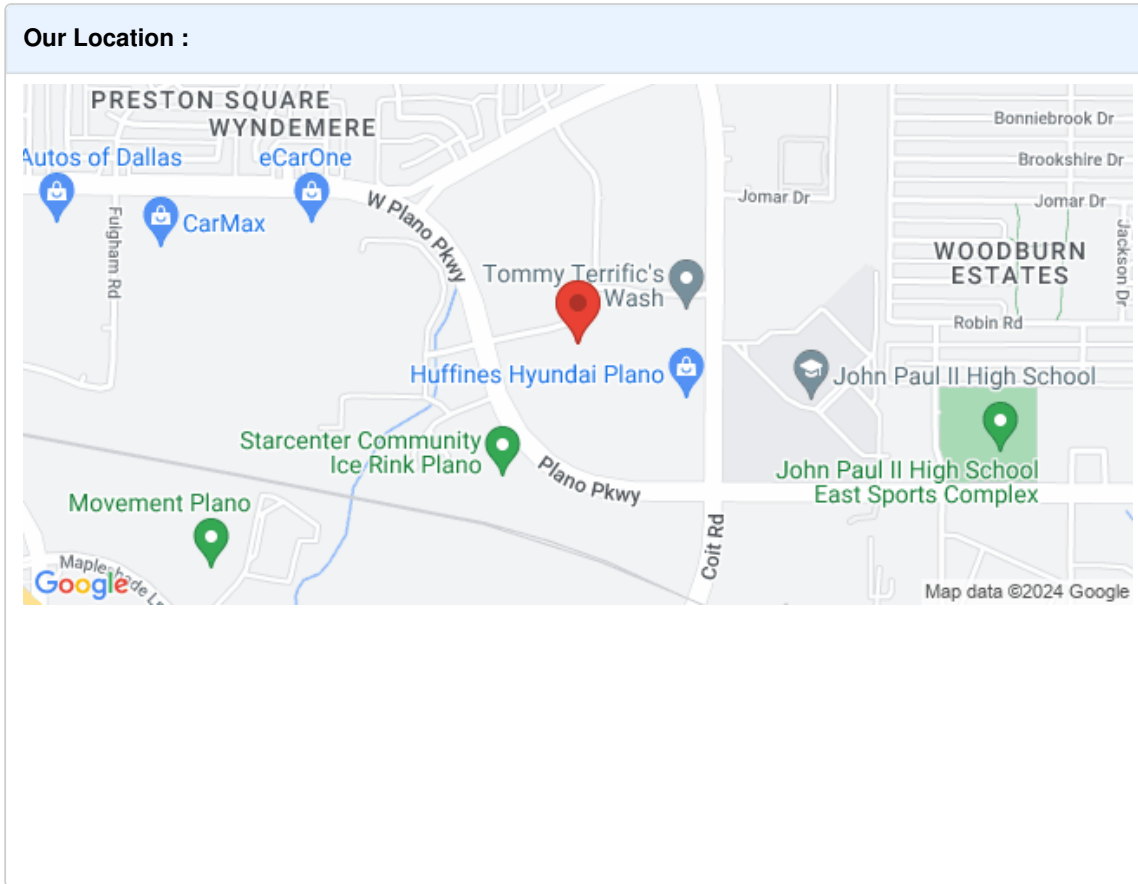 Our Location :
PRESTON SQUARE
WYNDEMERE
Autos of Dallas
eCarOne
CarMax
Fulgham Rd
W Plano Pkwy
Bonniebrook Dr
Brookshire Dr
Jomar Dr
Jomar Dr
Jackson Dr
WOODBURN
ESTATES
Tommy Terrific's
Wash
Robin Rd
Huffines Hyundai Plano
John Paul II High School
Starcenter Community
Ice Rink Plano
Plano Pkwy
John Paul II High School
East Sports Complex
Movement Plano
Coit Rd
Google
Map data ©2024 Google